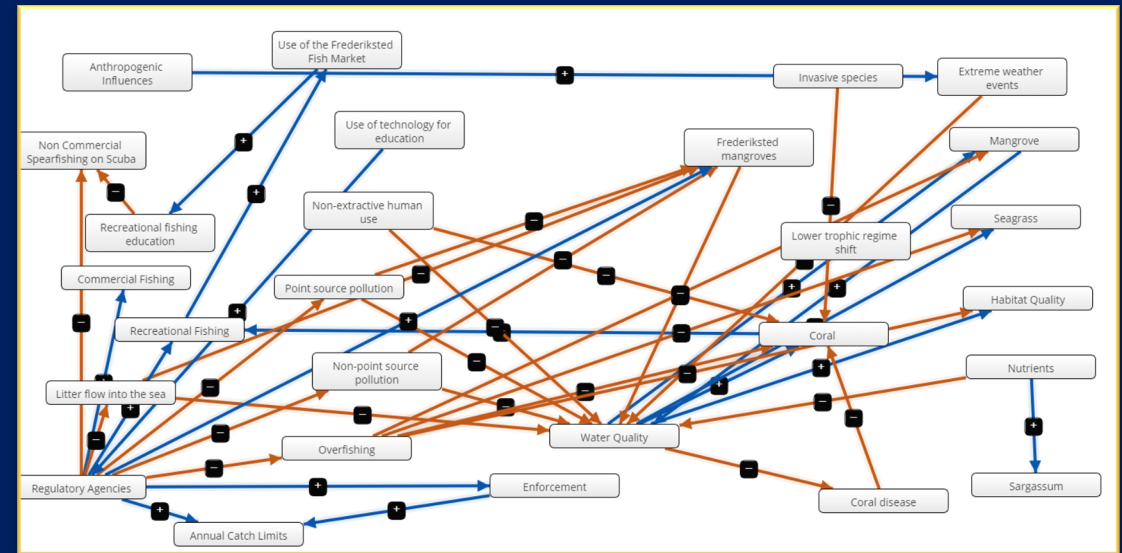 Use of the Frederiksted
Fish Market
Anthropogenic
Influences
+
Invasive species
Extreme weather
events
Use of technology for
education
+
Non Commercial
Spearfishing on Scuba
Frederiksted
mangroves
Mangrove
−
+
Non-extractive human
use
−
−
Seagrass
Recreational fishing
education
Lower trophic regime
shift
−
−
−
−
Commercial Fishing
Point source pollution
−
+
+
Habitat Quality
+
−
+
−
Recreational Fishing
−
−
Coral
−
Non-point source
pollution
−
+
Nutrients
−
+
Litter flow into the sea
−
−
−
−
+
−
−
−
+
−
Water Quality
Overfishing
−
−
Regulatory Agencies
+
Enforcement
Sargassum
Coral disease
+
+
Annual Catch Limits